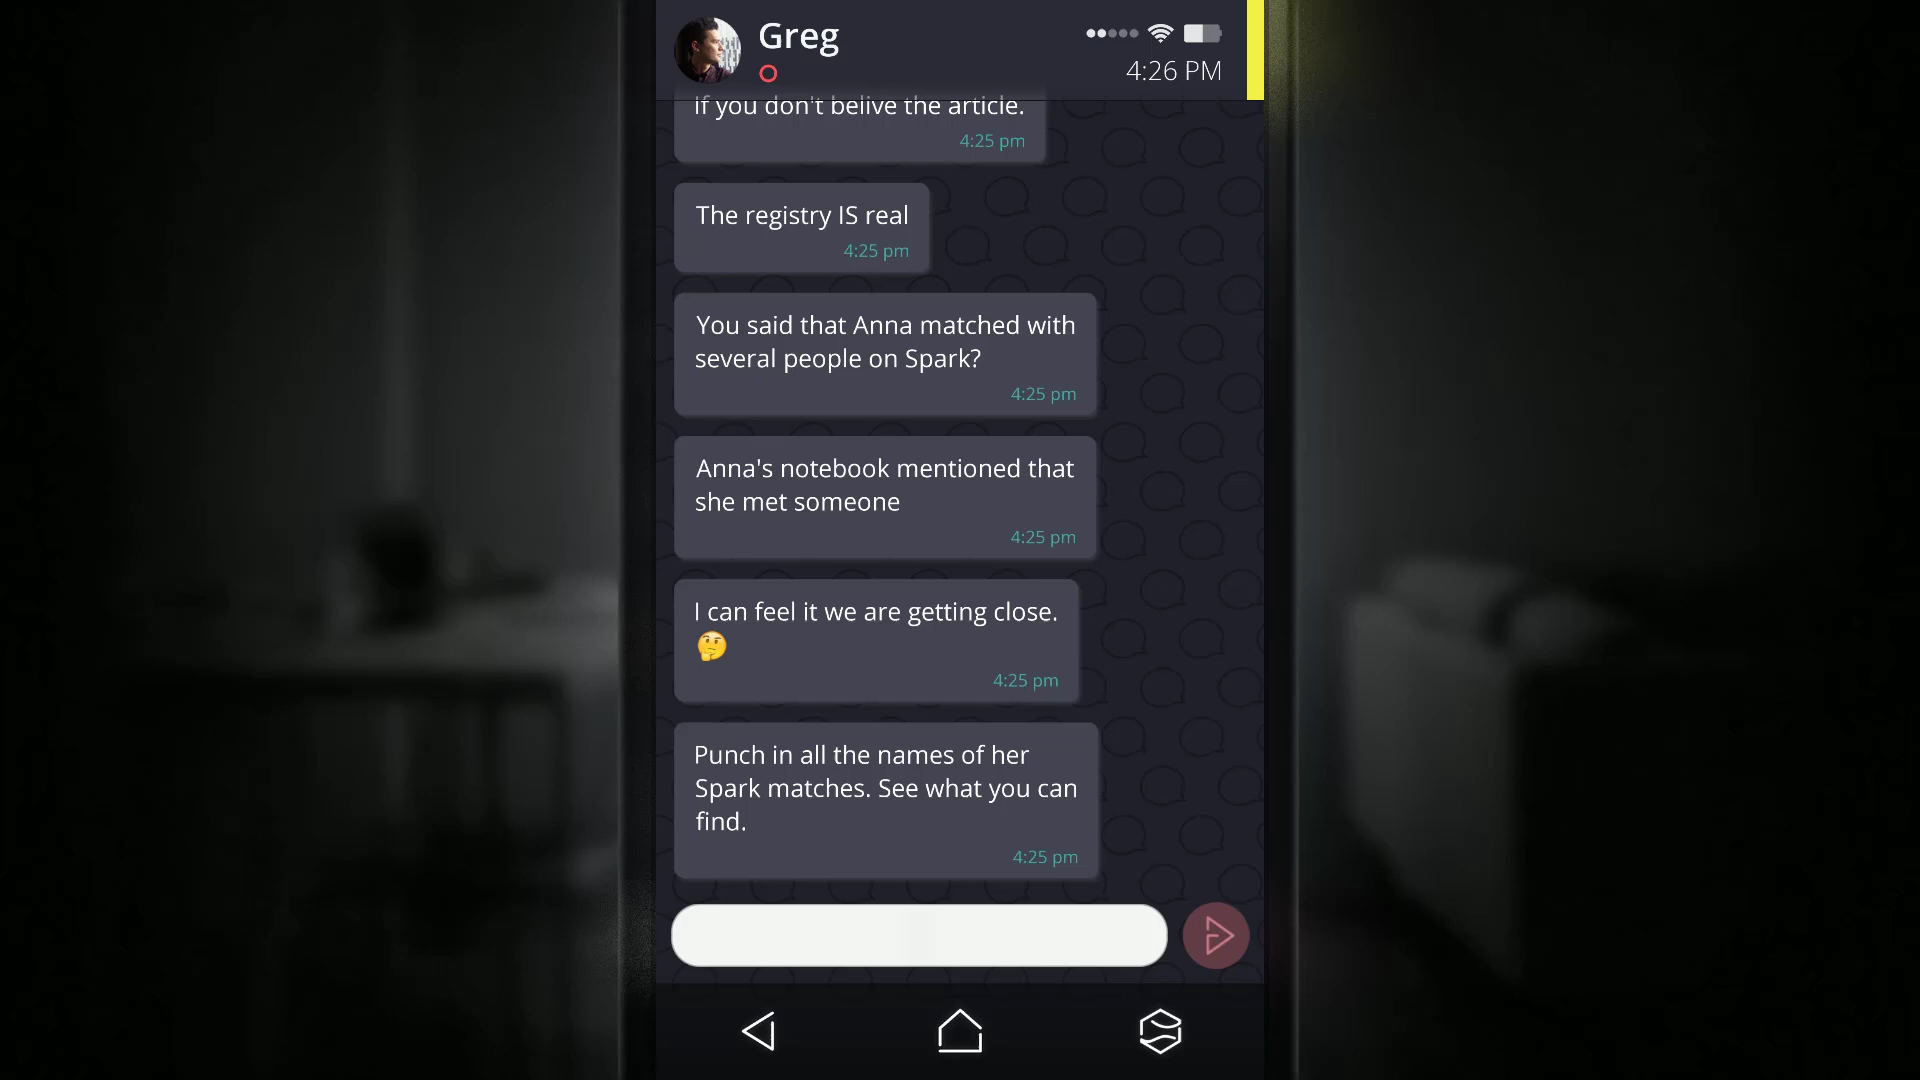 Greg
4:26 PM
If you don't belive the article.
4:25 pm
The registry IS real
4:25 pm
You said that Anna matched with
several people on Spark?
4:25 pm
Anna's notebook mentioned that
she met someone
4:25 pm
I can feel it we are getting close.
🤔
4:25 pm
Punch in all the names of her
Spark matches. See what you can
find.
4:25 pm